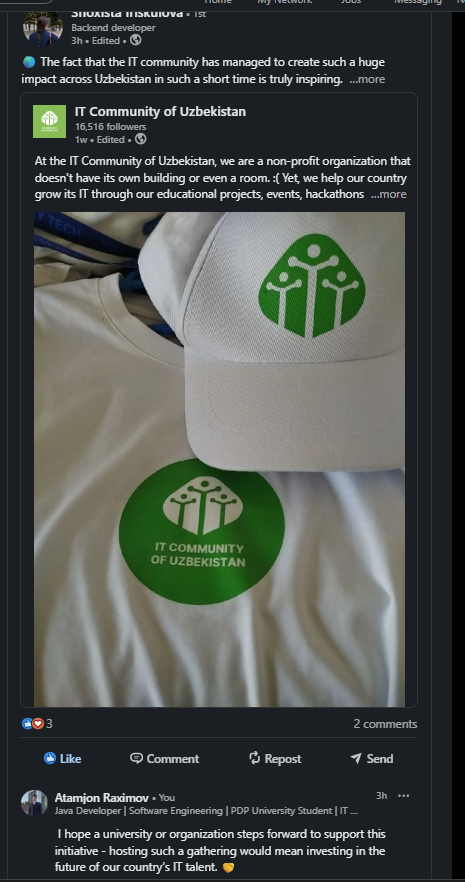 Home My Network Jobs Messaging
Shoxista Iriskulova • 1st
Backend developer
3h • Edited •
🌍 The fact that the IT community has managed to create such a huge
impact across Uzbekistan in such a short time is truly inspiring. ...more
IT COMMUNITY
IT Community of Uzbekistan
16,516 followers
1w • Edited •
At the IT Community of Uzbekistan, we are a non-profit organization that
doesn't have its own building or even a room. :( Yet, we help our country
grow its IT through our educational projects, events, hackathons ...more
TECH
IT COMMUNITY
OF UZBEKISTAN
3 2 comments
Like Comment Repost Send
Atamjon Raximov • You 3h ...
Java Developer | Software Engineering | PDP University Student | IT ...
I hope a university or organization steps forward to support this
initiative - hosting such a gathering would mean investing in the
future of our country's IT talent. 🤝